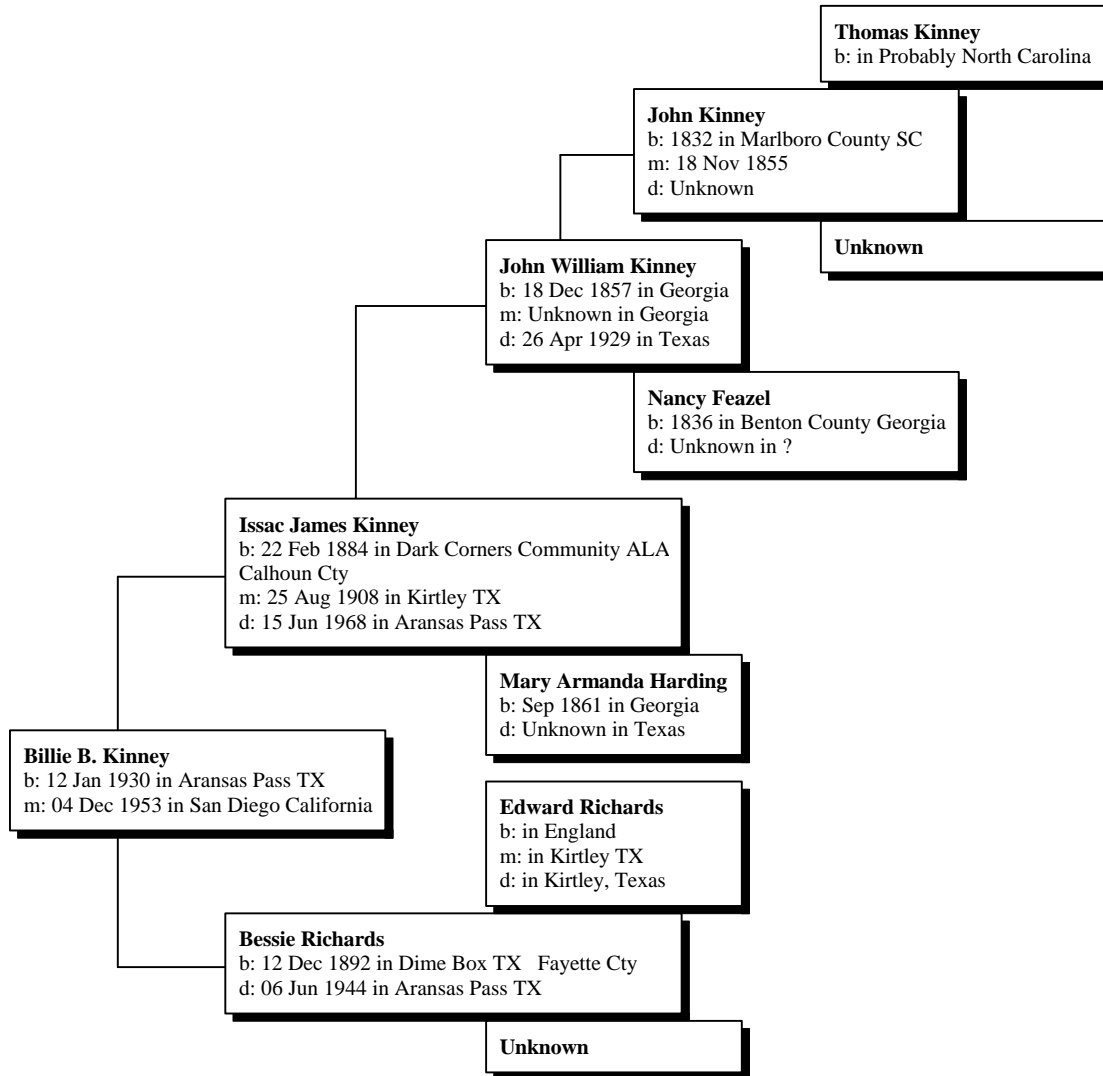 Thomas Kinney
b: in Probably North Carolina
John Kinney
b: 1832 in Marlboro County SC
m: 18 Nov 1855
d: Unknown
Unknown
John William Kinney
b: 18 Dec 1857 in Georgia
m: Unknown in Georgia
d: 26 Apr 1929 in Texas
Nancy Feazel
b: 1836 in Benton County Georgia
d: Unknown in ?
Issac James Kinney
b: 22 Feb 1884 in Dark Corners Community ALA
Calhoun Cty
m: 25 Aug 1908 in Kirtley TX
d: 15 Jun 1968 in Aransas Pass TX
Mary Armanda Harding
b: Sep 1861 in Georgia
d: Unknown in Texas
Billie B. Kinney
b: 12 Jan 1930 in Aransas Pass TX
m: 04 Dec 1953 in San Diego California
Edward Richards
b: in England
m: in Kirtley TX
d: in Kirtley, Texas
Bessie Richards
b: 12 Dec 1892 in Dime Box TX   Fayette Cty
d: 06 Jun 1944 in Aransas Pass TX
Unknown